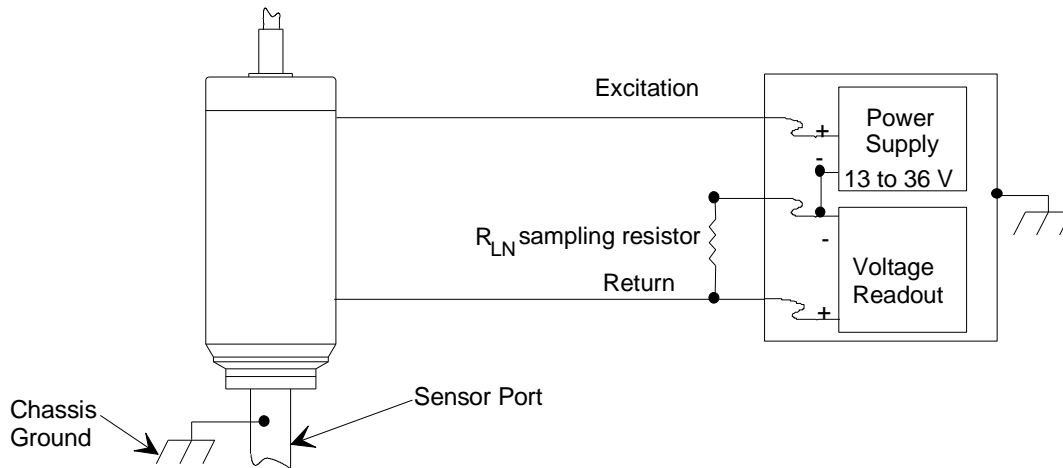 Excitation
+
Power
Supply
-
13 to 36 V
R_LN sampling resistor
-
Voltage
Readout
Return
+
Sensor Port
Chassis
Ground